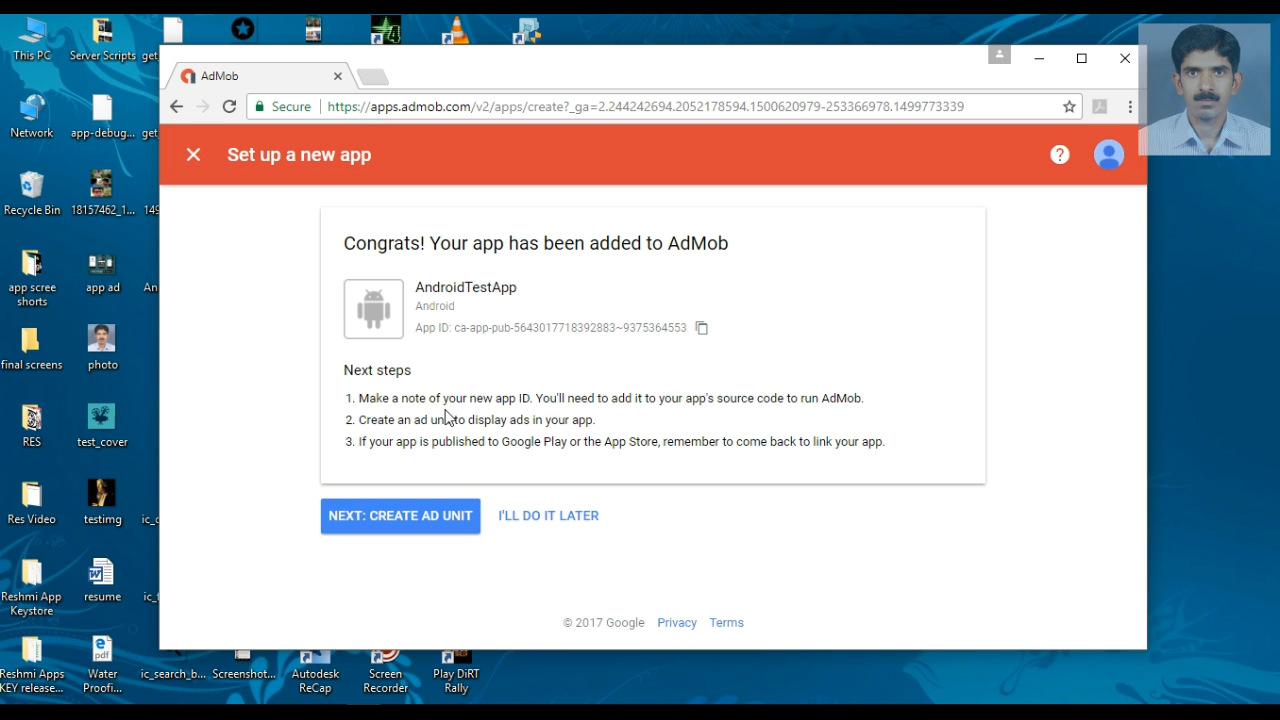 This PC
Server Scripts
get
AdMob
Secure
https://apps.admob.com/v2/apps/create?_ga=2.244242694.2052178594.1500620979-253366978.1499773339
Network
app-debug...
get
Set up a new app
Recycle Bin
18157462_1...
149
Congrats! Your app has been added to AdMob
AndroidTestApp
Android
App ID: ca-app-pub-5643017718392883~9375364553
app scree
shorts
app ad
An
Next steps
final screens
photo
1. Make a note of your new app ID. You'll need to add it to your app's source code to run AdMob.
2. Create an ad unit to display ads in your app.
3. If your app is published to Google Play or the App Store, remember to come back to link your app.
RES
test_cover
NEXT: CREATE AD UNIT
I'LL DO IT LATER
Res Video
testimg
Reshmi App
Keystore
resume
© 2017 Google
Privacy
Terms
Reshmi Apps
KEY release...
Water
Proofi...
ic_search_b...
Screenshot...
Autodesk
ReCap
Screen
Recorder
Play DiRT
Rally